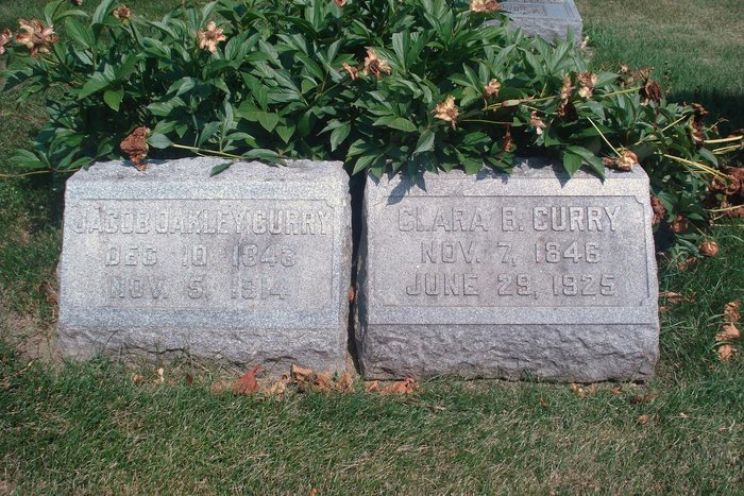 JACOB OAKLEY CURRY
DEC 10 1843
NOV. 5, 1914
CLARA B. CURRY
NOV. 7, 1846
JUNE 29, 1925